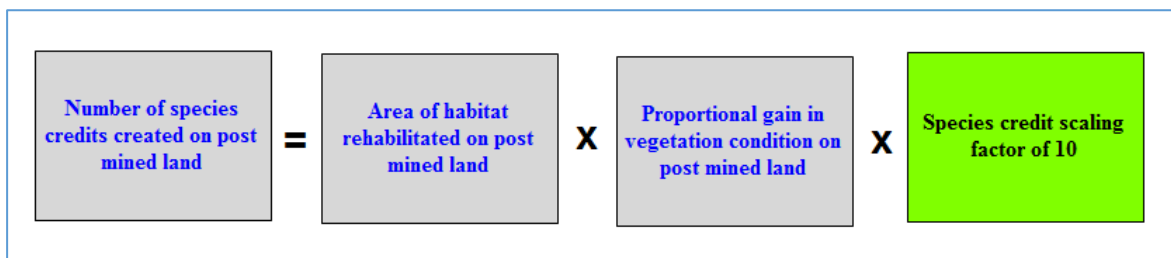 Number of species
credits created on post
mined land
=
Area of habitat
rehabilitated on post
mined land
x
Proportional gain in
vegetation condition on
post mined land
x
Species credit scaling
factor of 10